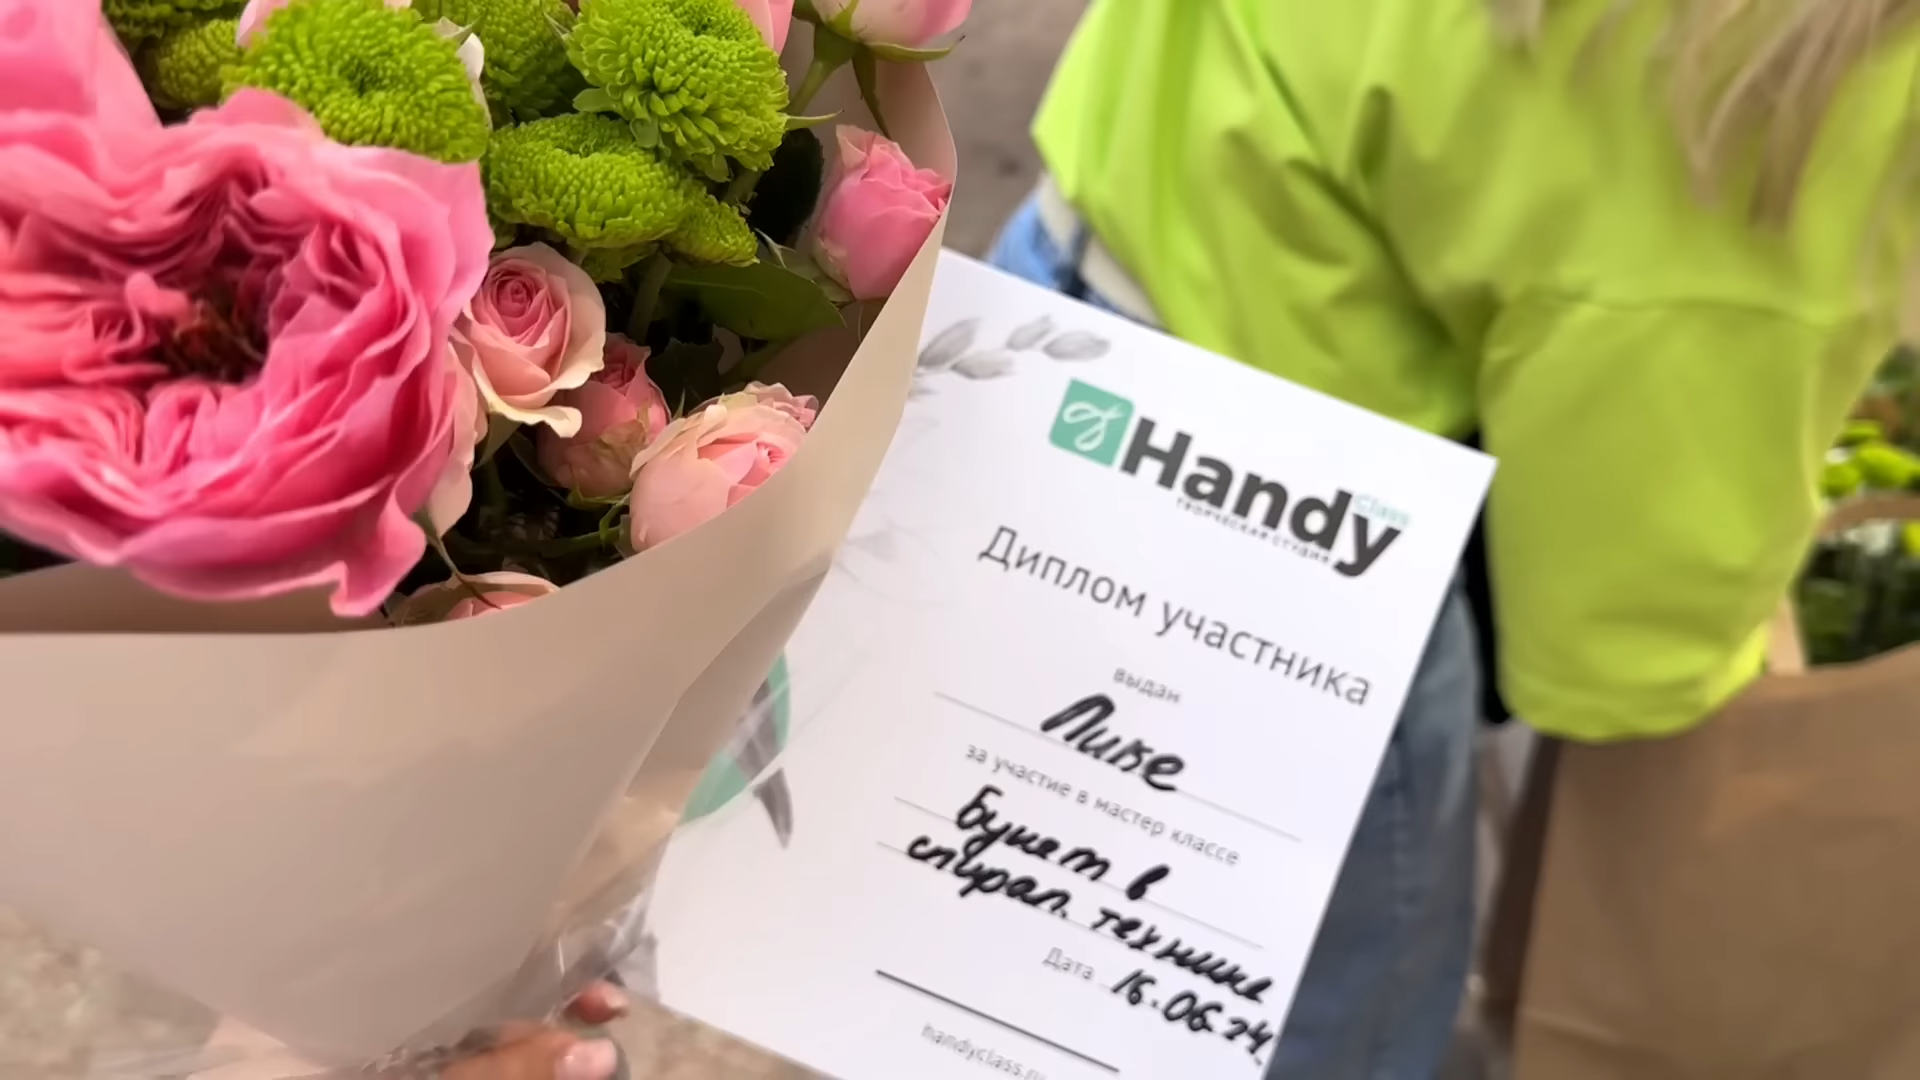 Handy Class
ТВОРЧЕСКАЯ СТУДИЯ
Диплом участника
выдан
Лике
за участие в мастер классе
Букет в
спирал. технике
Дата 16.06.24.
handyclass.ru